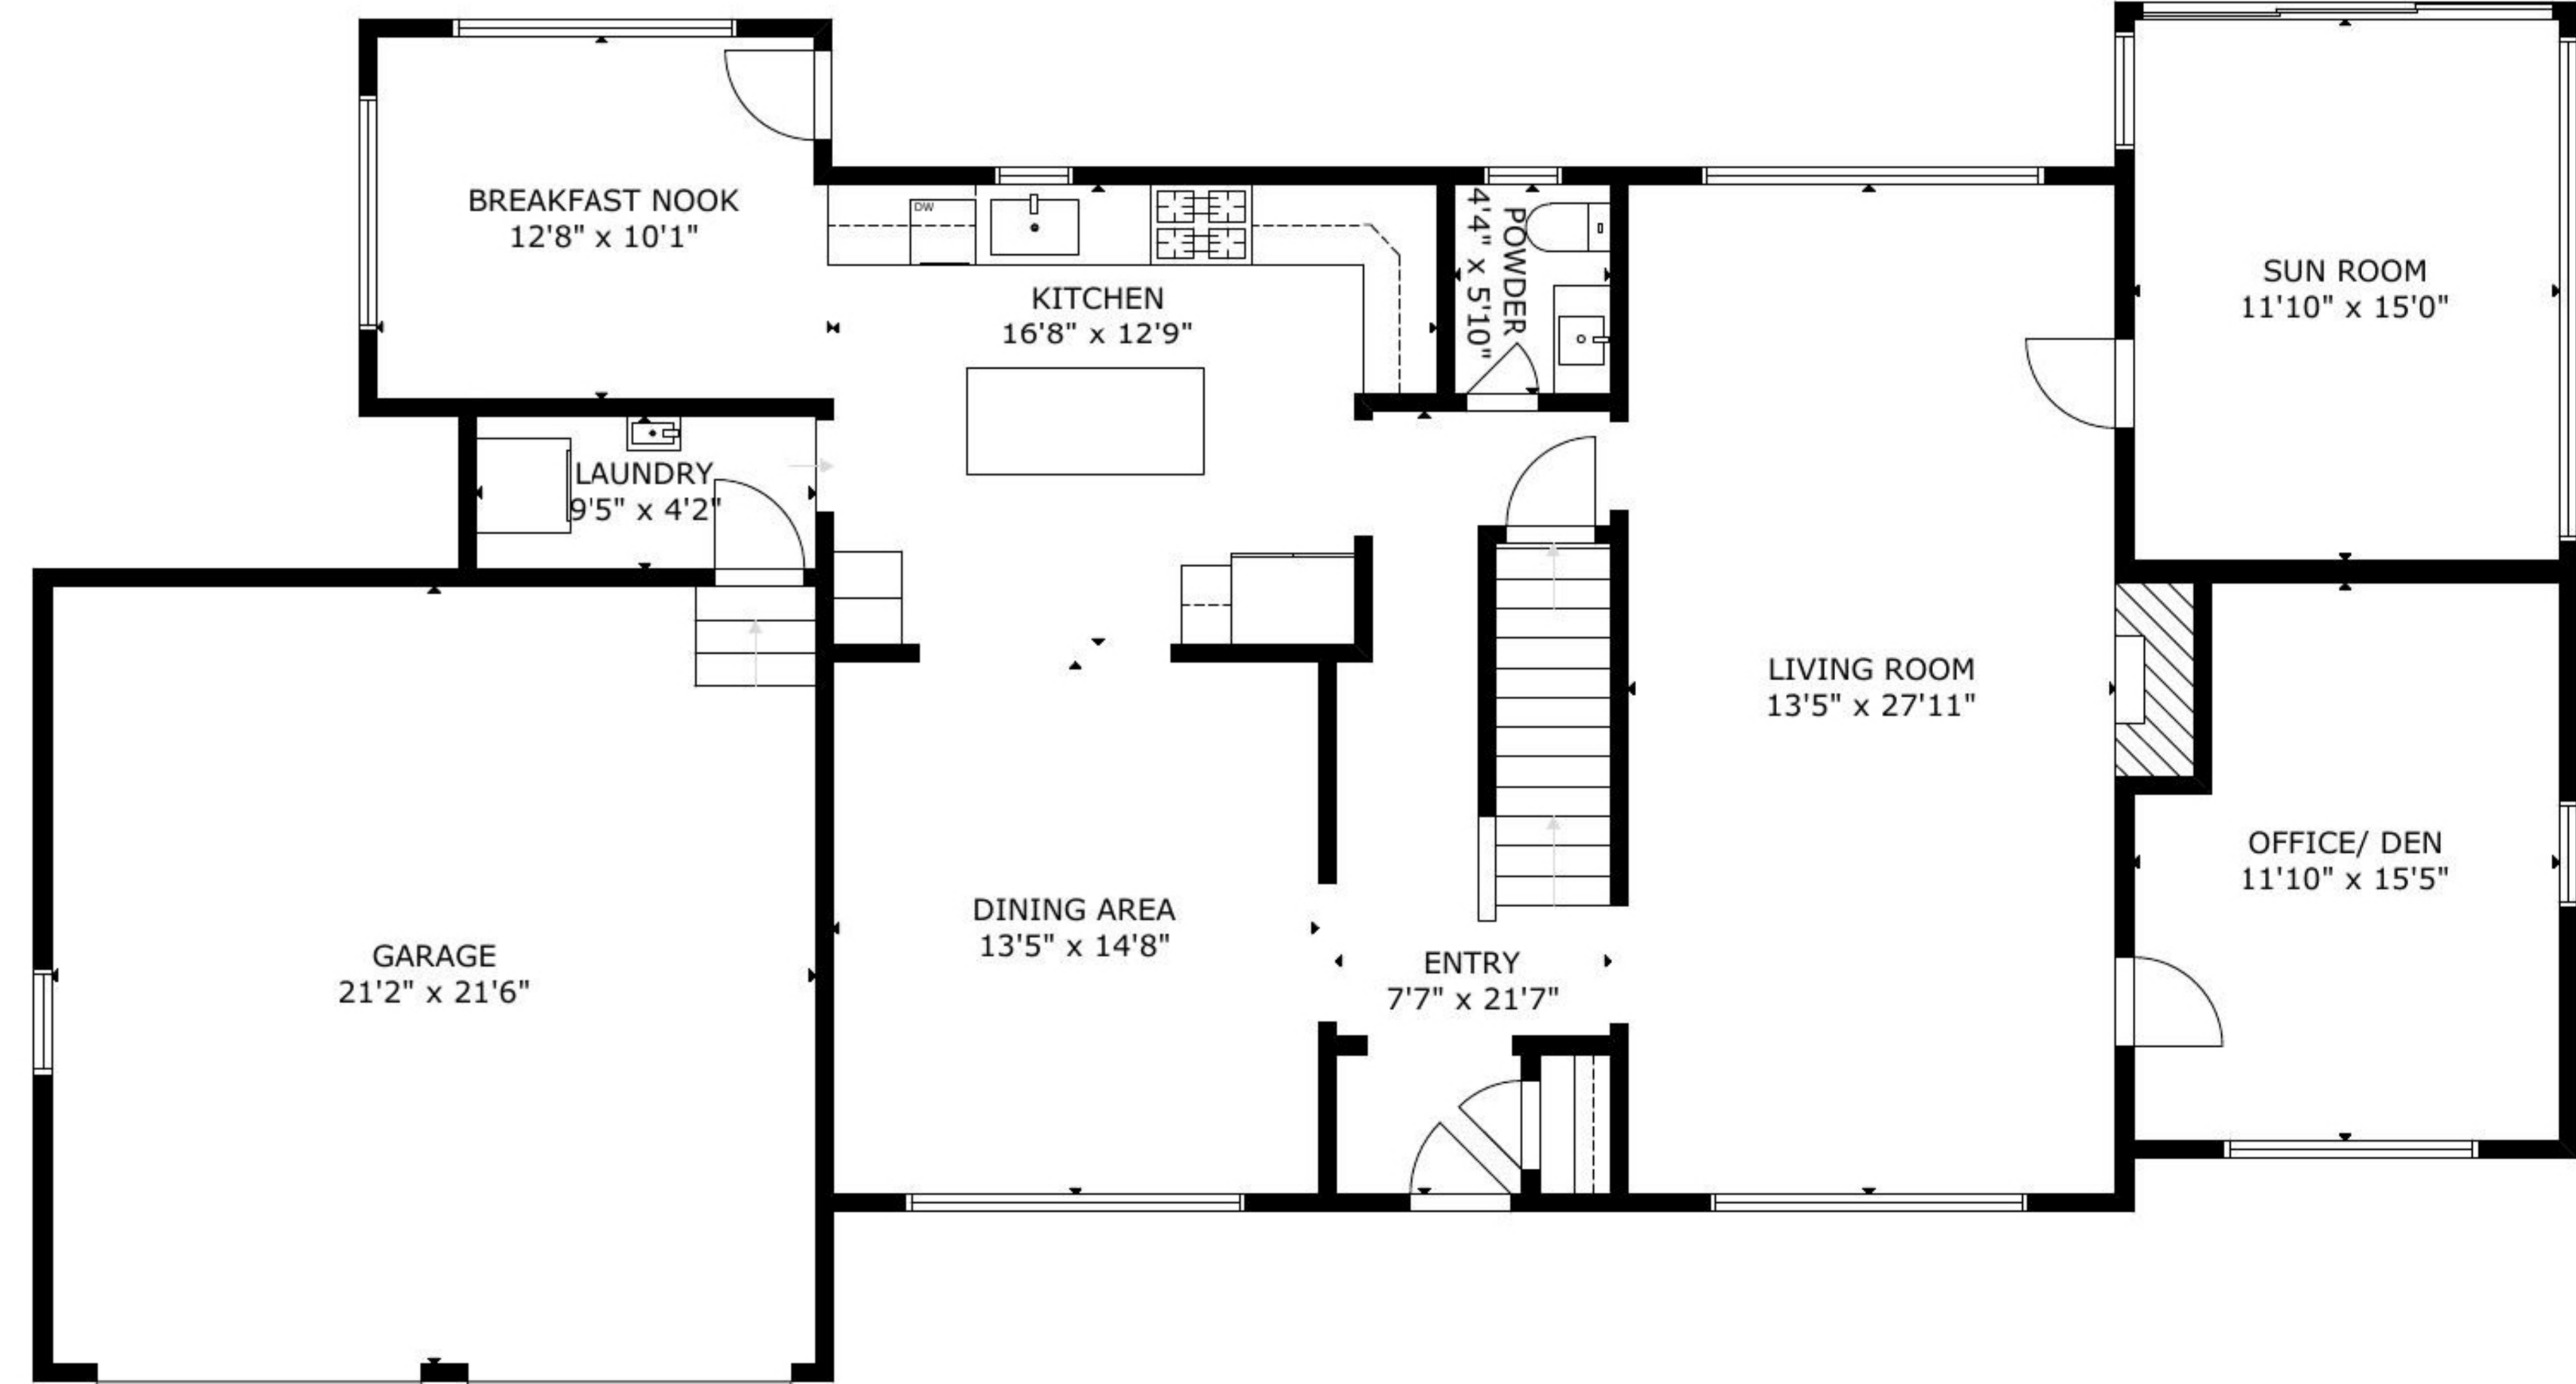 BREAKFAST NOOK
12'8" x 10'1"
DW
KITCHEN
16'8" x 12'9"
POWDER
4'4" x 5'10"
SUN ROOM
11'10" x 15'0"
LAUNDRY
9'5" x 4'2"
LIVING ROOM
13'5" x 27'11"
OFFICE/ DEN
11'10" x 15'5"
DINING AREA
13'5" x 14'8"
GARAGE
21'2" x 21'6"
ENTRY
7'7" x 21'7"